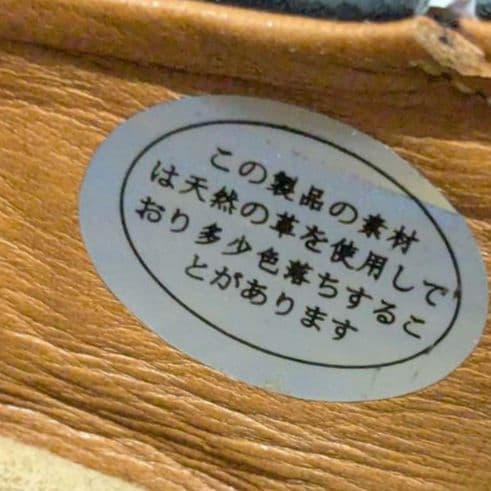 この製品の素材
は天然の革を使用して
おり多少色落ちするこ
とがあります